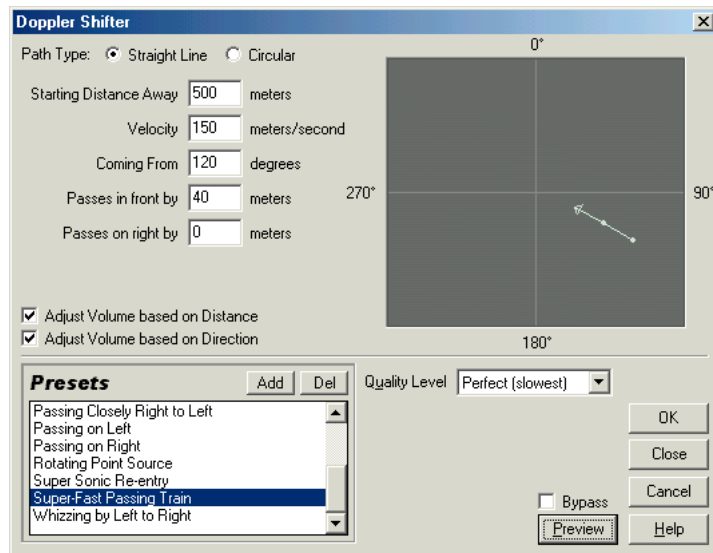 Doppler Shifter
Path Type: Straight Line Circular
Starting Distance Away 500 meters
Velocity 150 meters/second
Coming From 120 degrees
Passes in front by 40 meters
Passes on right by 0 meters
0°
270°
90°
180°
Adjust Volume based on Distance
Adjust Volume based on Direction
Presets
Add
Del
Passing Closely Right to Left
Passing on Left
Passing on Right
Rotating Point Source
Super Sonic Re-entry
Super-Fast Passing Train
Whizzing by Left to Right
Quality Level Perfect (slowest)
OK
Close
Cancel
Bypass
Preview
Help